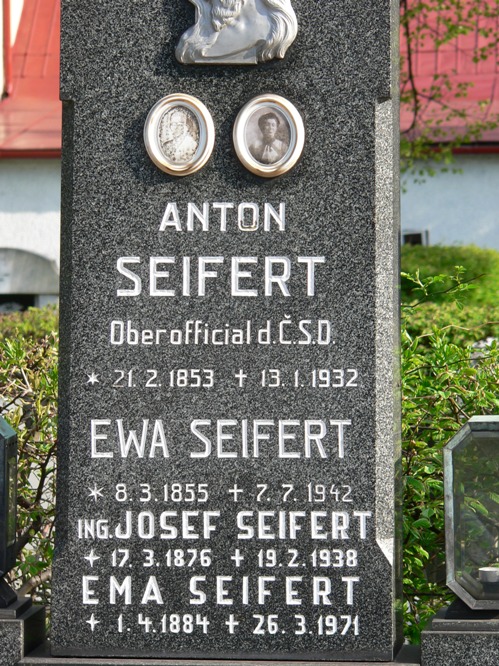 ANTON
SEIFERT
Oberofficial d.Č.S.D.
* 21.2.1853 + 13.1.1932
EWA SEIFERT
* 8.3.1855 + 7.7.1942
ING. JOSEF SEIFERT
* 17.3.1876 + 19.2.1938
EMA SEIFERT
* 1.4.1884 + 26.3.1971